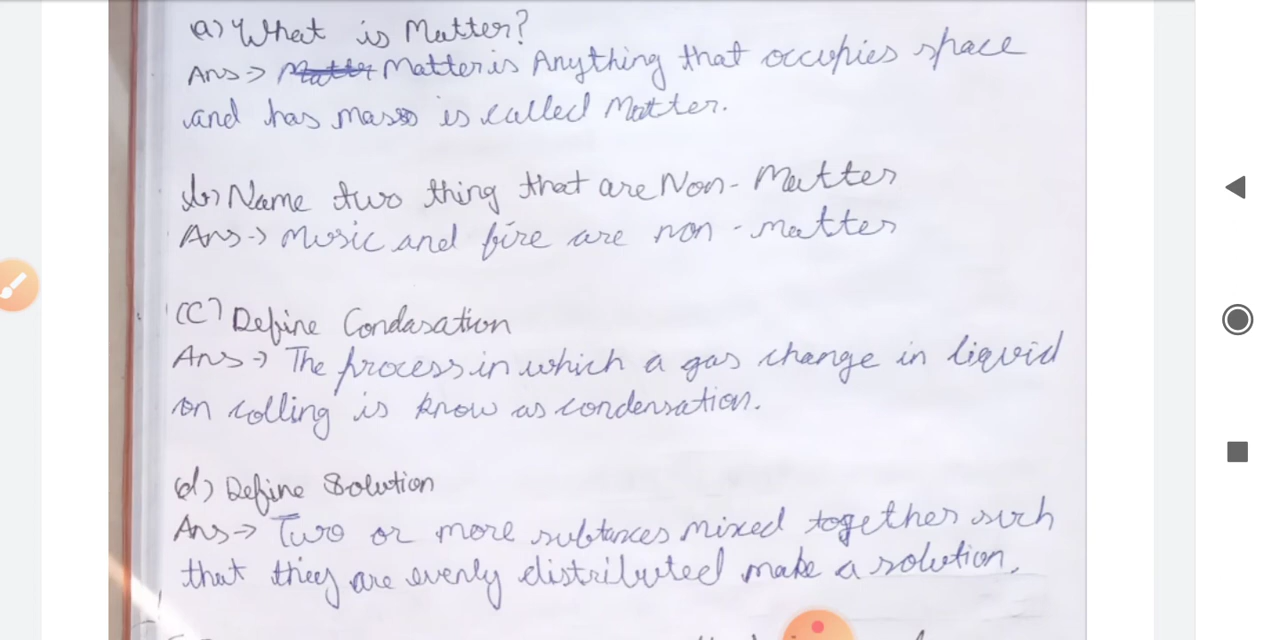 a) What is Matter?
Ans → Matter is Anything that occupies space
and has mass is called Matter.
b) Name two thing that are Non - Matter
Ans → Music and fire are non - matter
(C) Define Condasation
Ans → The process in which a gas change in liquid
on colling is know as condensation.
(d) Define Solution
Ans → Two or more subtances mixed together such
that they are evenly distributed make a solution.